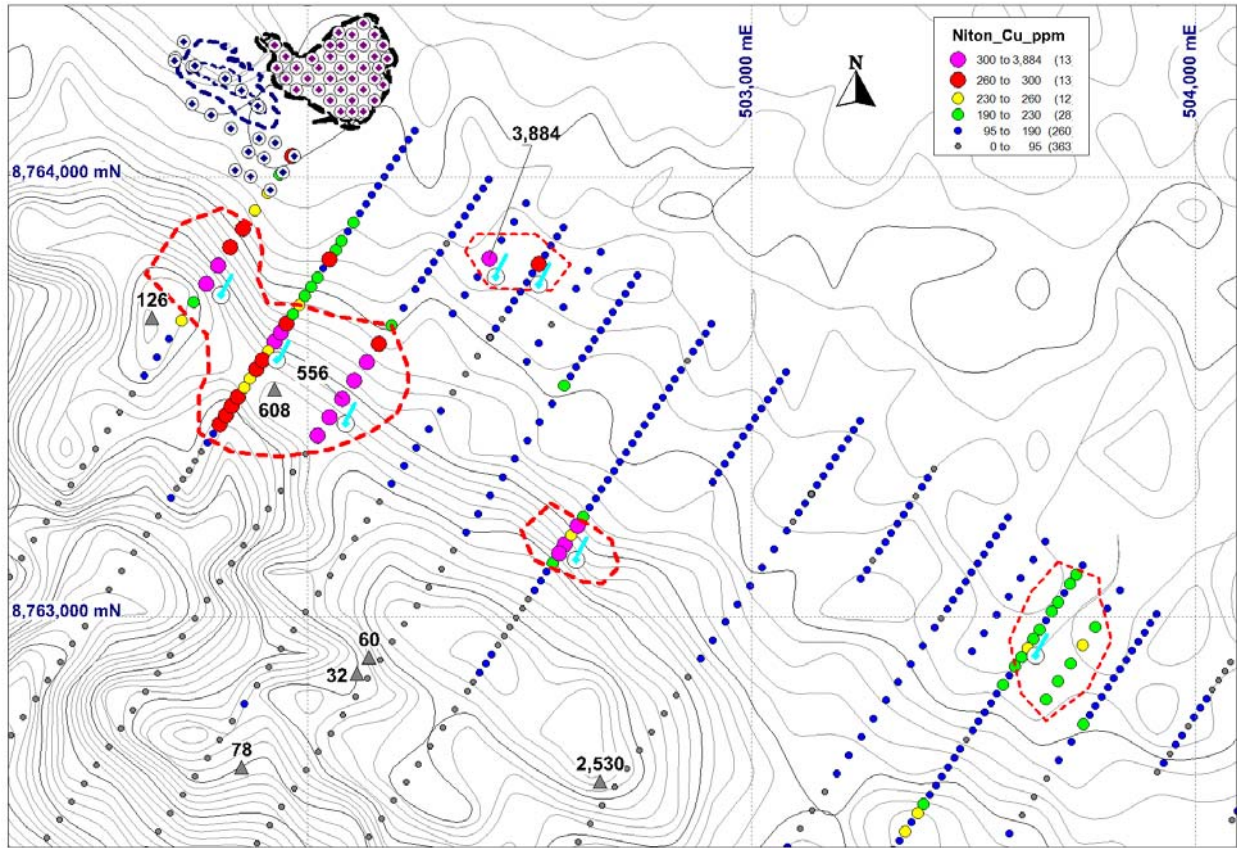 503,000 mE
504,000 mE
Niton_Cu_ppm
300 to 3,884 (13
260 to 300 (13
230 to 260 (12
190 to 230 (28
95 to 190 (260
0 to 95 (363
N
3,884
8,764,000 mN
126
556
608
8,763,000 mN
60
32
78
2,530